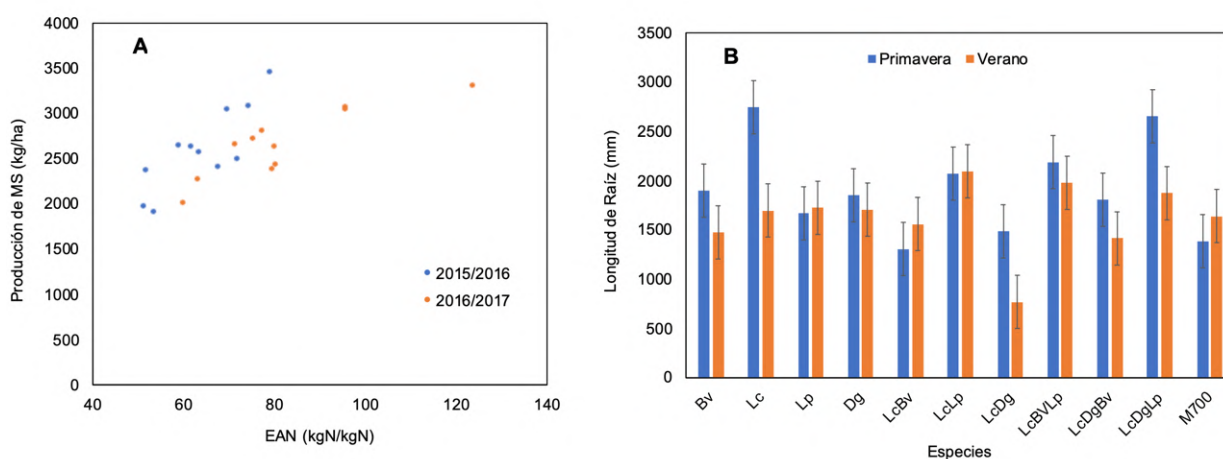 A
Producción de MS (kg/ha)
4000
3500
3000
2500
2000
1500
1000
500
0
2015/2016
2016/2017
40 60 80 100 120 140
EAN (kgN/kgN)
B
Primavera Verano
Longitud de Raíz (mm)
3500
3000
2500
2000
1500
1000
500
0
Bv Lc Lp Dg LcBv LcLp LcDg LcBVLp LcDgBv LcDgLp M700
Especies